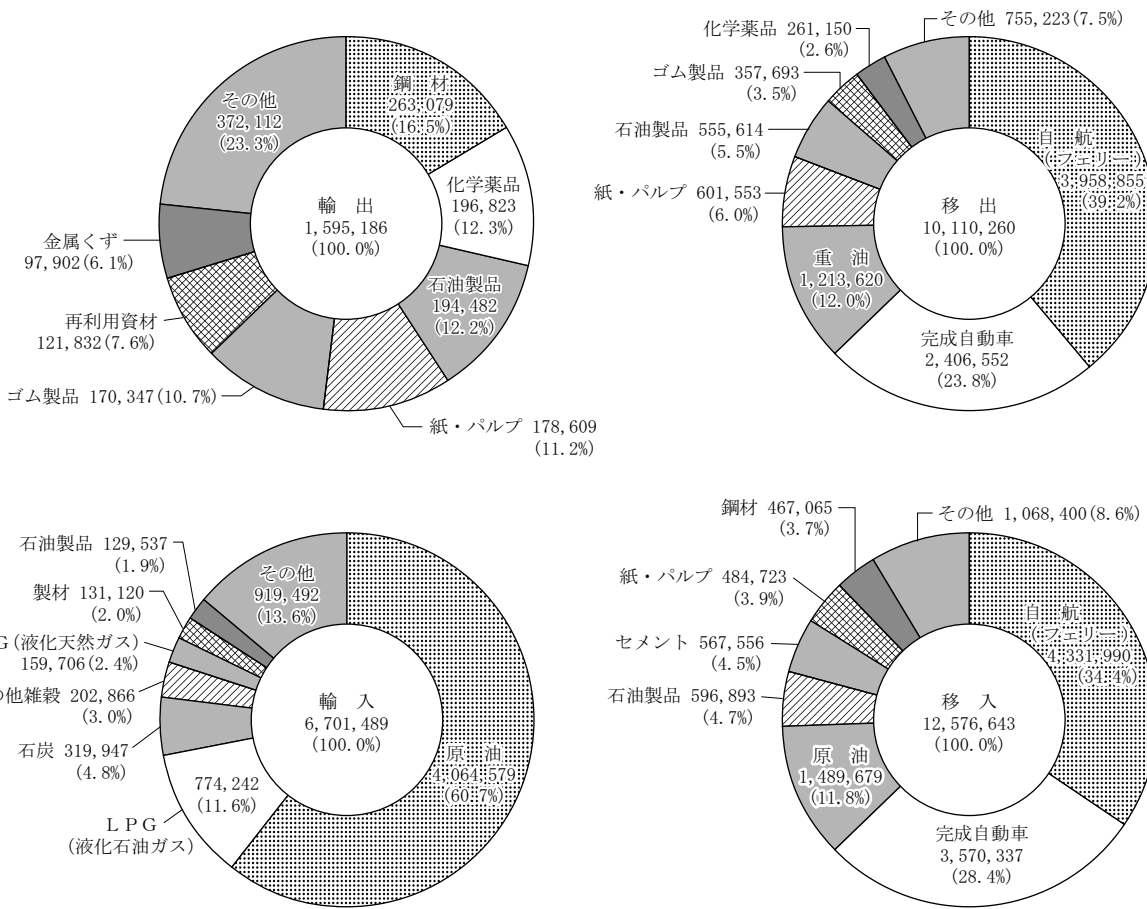 その他
372,112
(23.3%)
鋼 材
263,079
(16.5%)
化学薬品
196,823
(12.3%)
輸 出
1,595,186
(100.0%)
石油製品
194,482
(12.2%)
金属くず
97,902(6.1%)
再利用資材
121,832(7.6%)
ゴム製品 170,347(10.7%)
紙・パルプ 178,609
(11.2%)
その他 755,223(7.5%)
化学薬品 261,150
(2.6%)
ゴム製品 357,693
(3.5%)
石油製品 555,614
(5.5%)
紙・パルプ 601,553
(6.0%)
自 航
(フェリー)
3,958,855
(39.2%)
移 出
10,110,260
(100.0%)
重 油
1,213,620
(12.0%)
完成自動車
2,406,552
(23.8%)
石油製品 129,537
(1.9%)
製材 131,120
(2.0%)
G(液化天然ガス)
159,706(2.4%)
の他雑穀 202,866
(3.0%)
石炭 319,947
(4.8%)
その他
919,492
(13.6%)
輸 入
6,701,489
(100.0%)
原 油
4,064,579
(60.7%)
774,242
(11.6%)
LPG
(液化石油ガス)
鋼材 467,065
(3.7%)
その他 1,068,400(8.6%)
紙・パルプ 484,723
(3.9%)
セメント 567,556
(4.5%)
石油製品 596,893
(4.7%)
自 航
(フェリー)
4,331,990
(34.4%)
移 入
12,576,643
(100.0%)
原 油
1,489,679
(11.8%)
完成自動車
3,570,337
(28.4%)